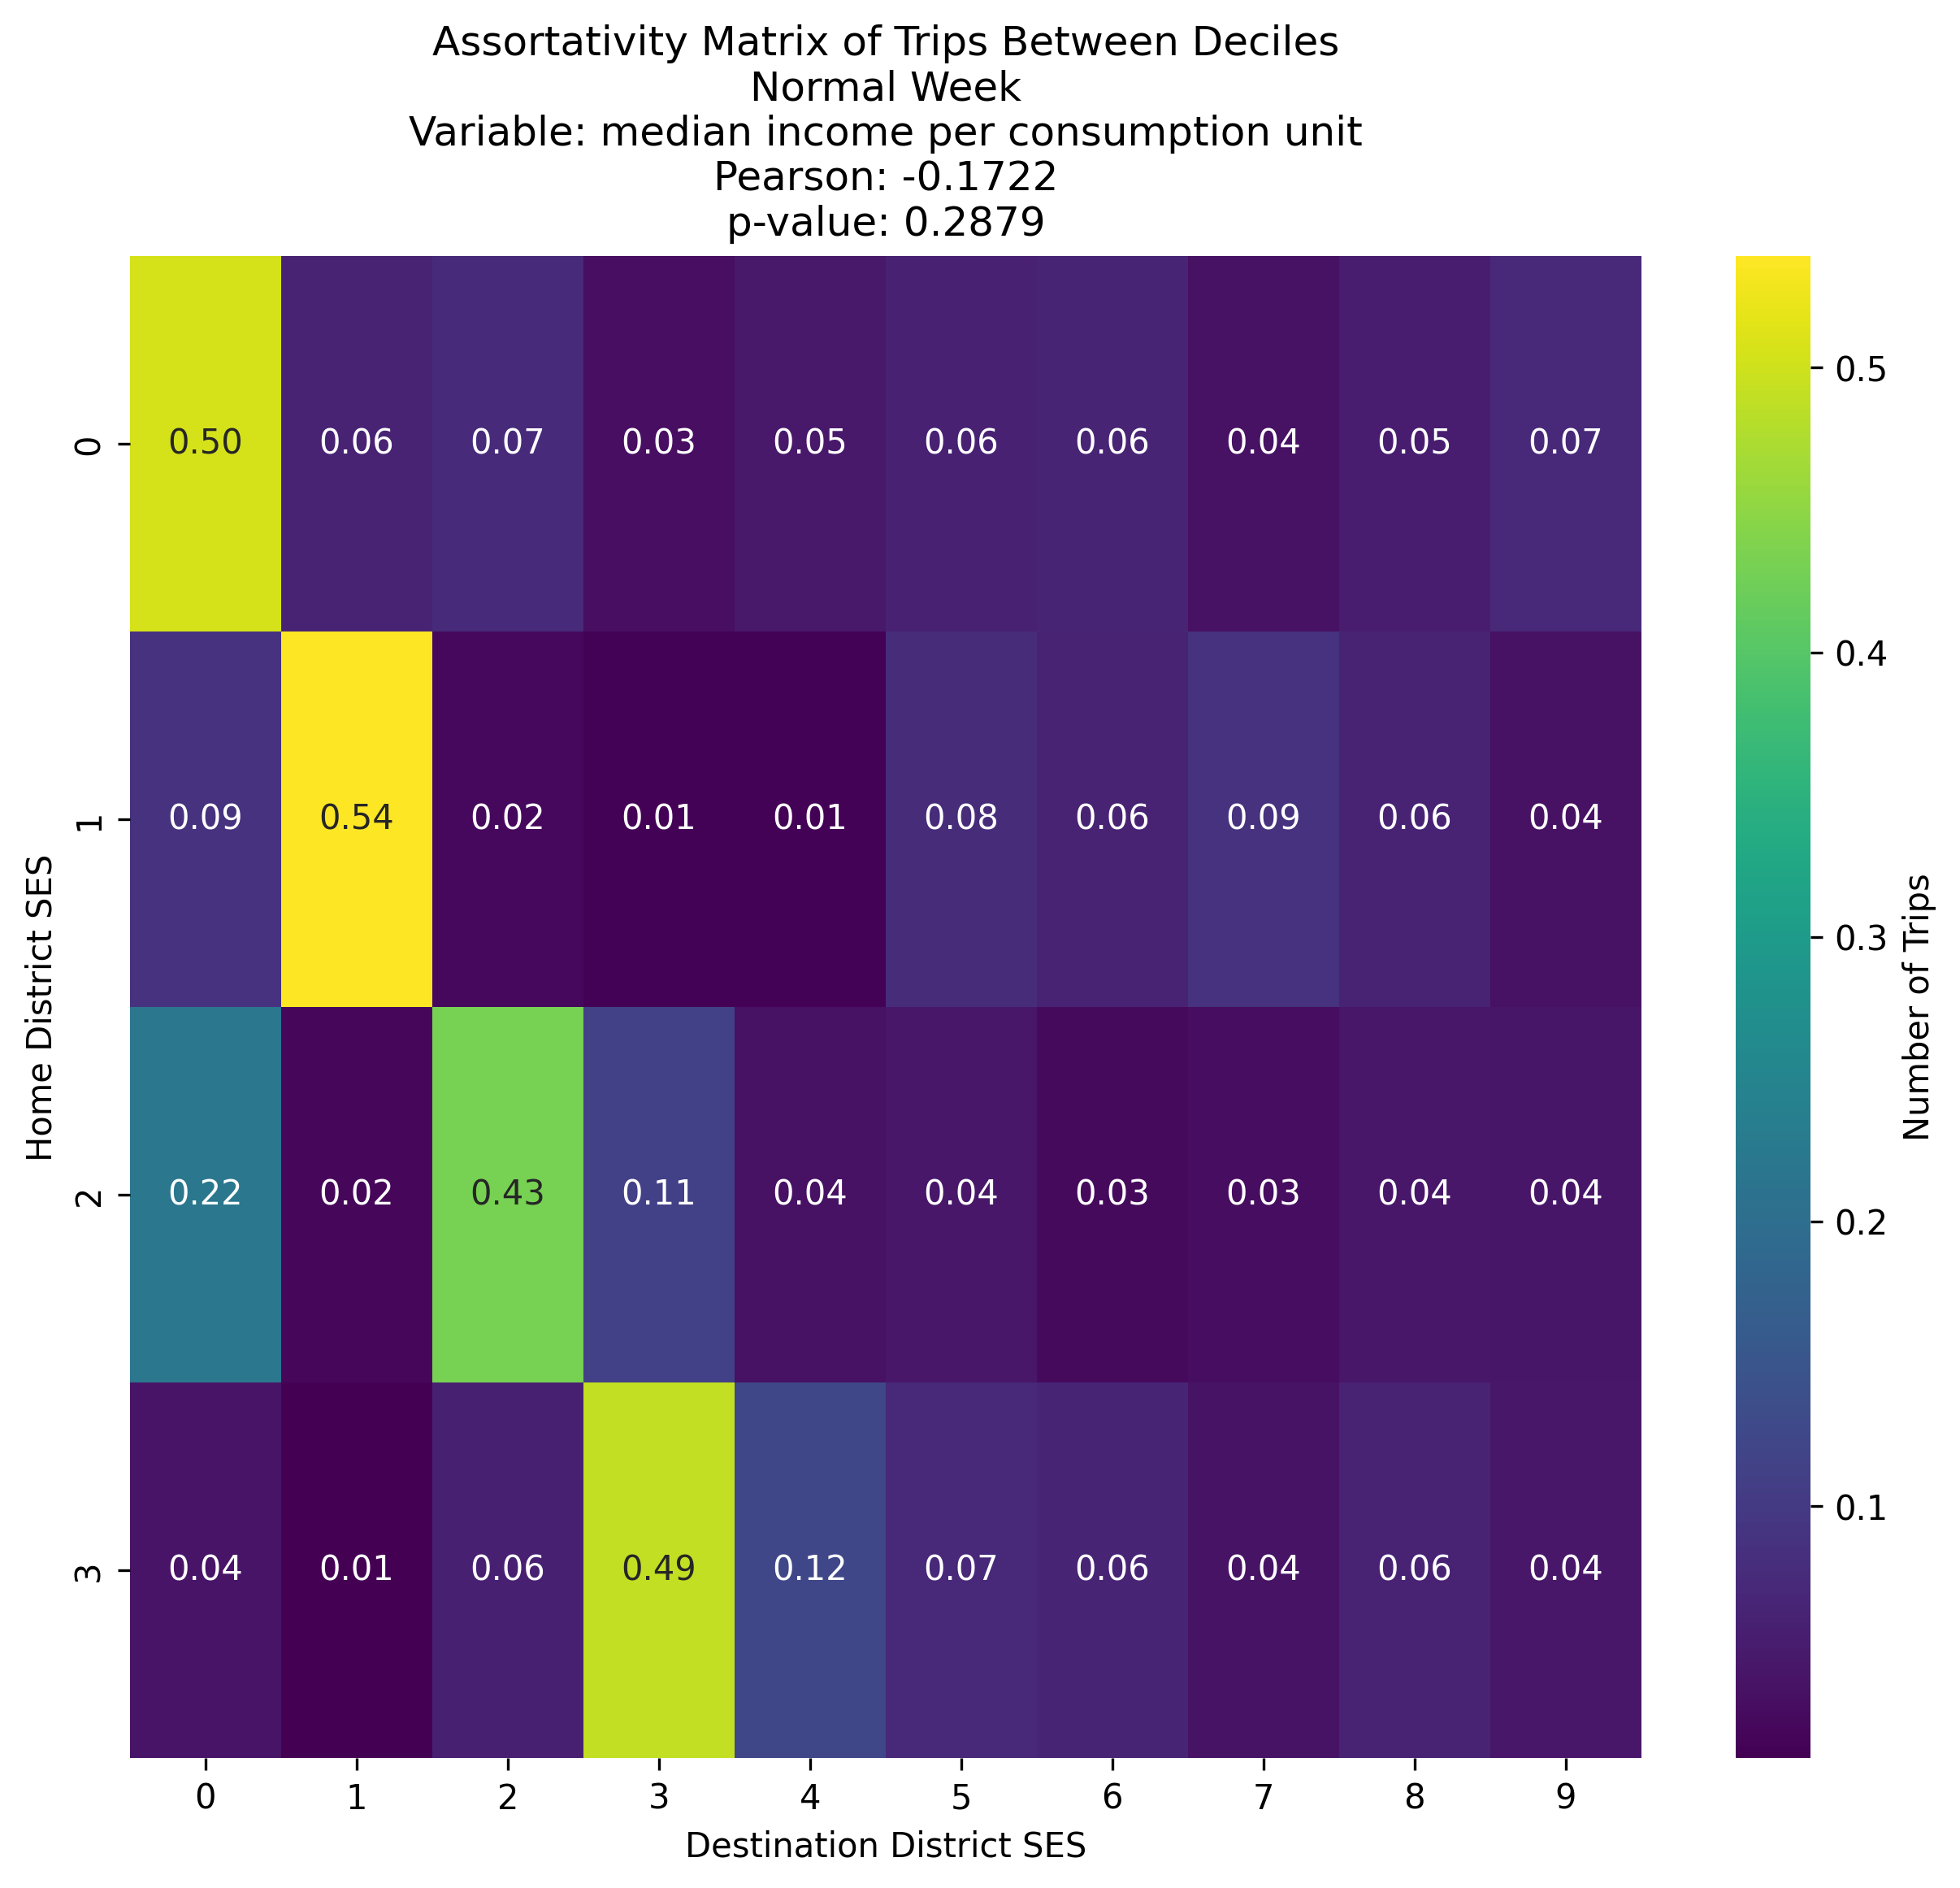 Assortativity Matrix of Trips Between Deciles
Normal Week
Variable: median income per consumption unit
Pearson: -0.1722
p-value: 0.2879
0.50 0.06 0.07 0.03 0.05 0.06 0.06 0.04 0.05 0.07
0.09 0.54 0.02 0.01 0.01 0.08 0.06 0.09 0.06 0.04
0.22 0.02 0.43 0.11 0.04 0.04 0.03 0.03 0.04 0.04
0.04 0.01 0.06 0.49 0.12 0.07 0.06 0.04 0.06 0.04
0
1
2
3
Home District SES
0 1 2 3 4 5 6 7 8 9
Destination District SES
0.5
0.4
0.3
0.2
0.1
Number of Trips